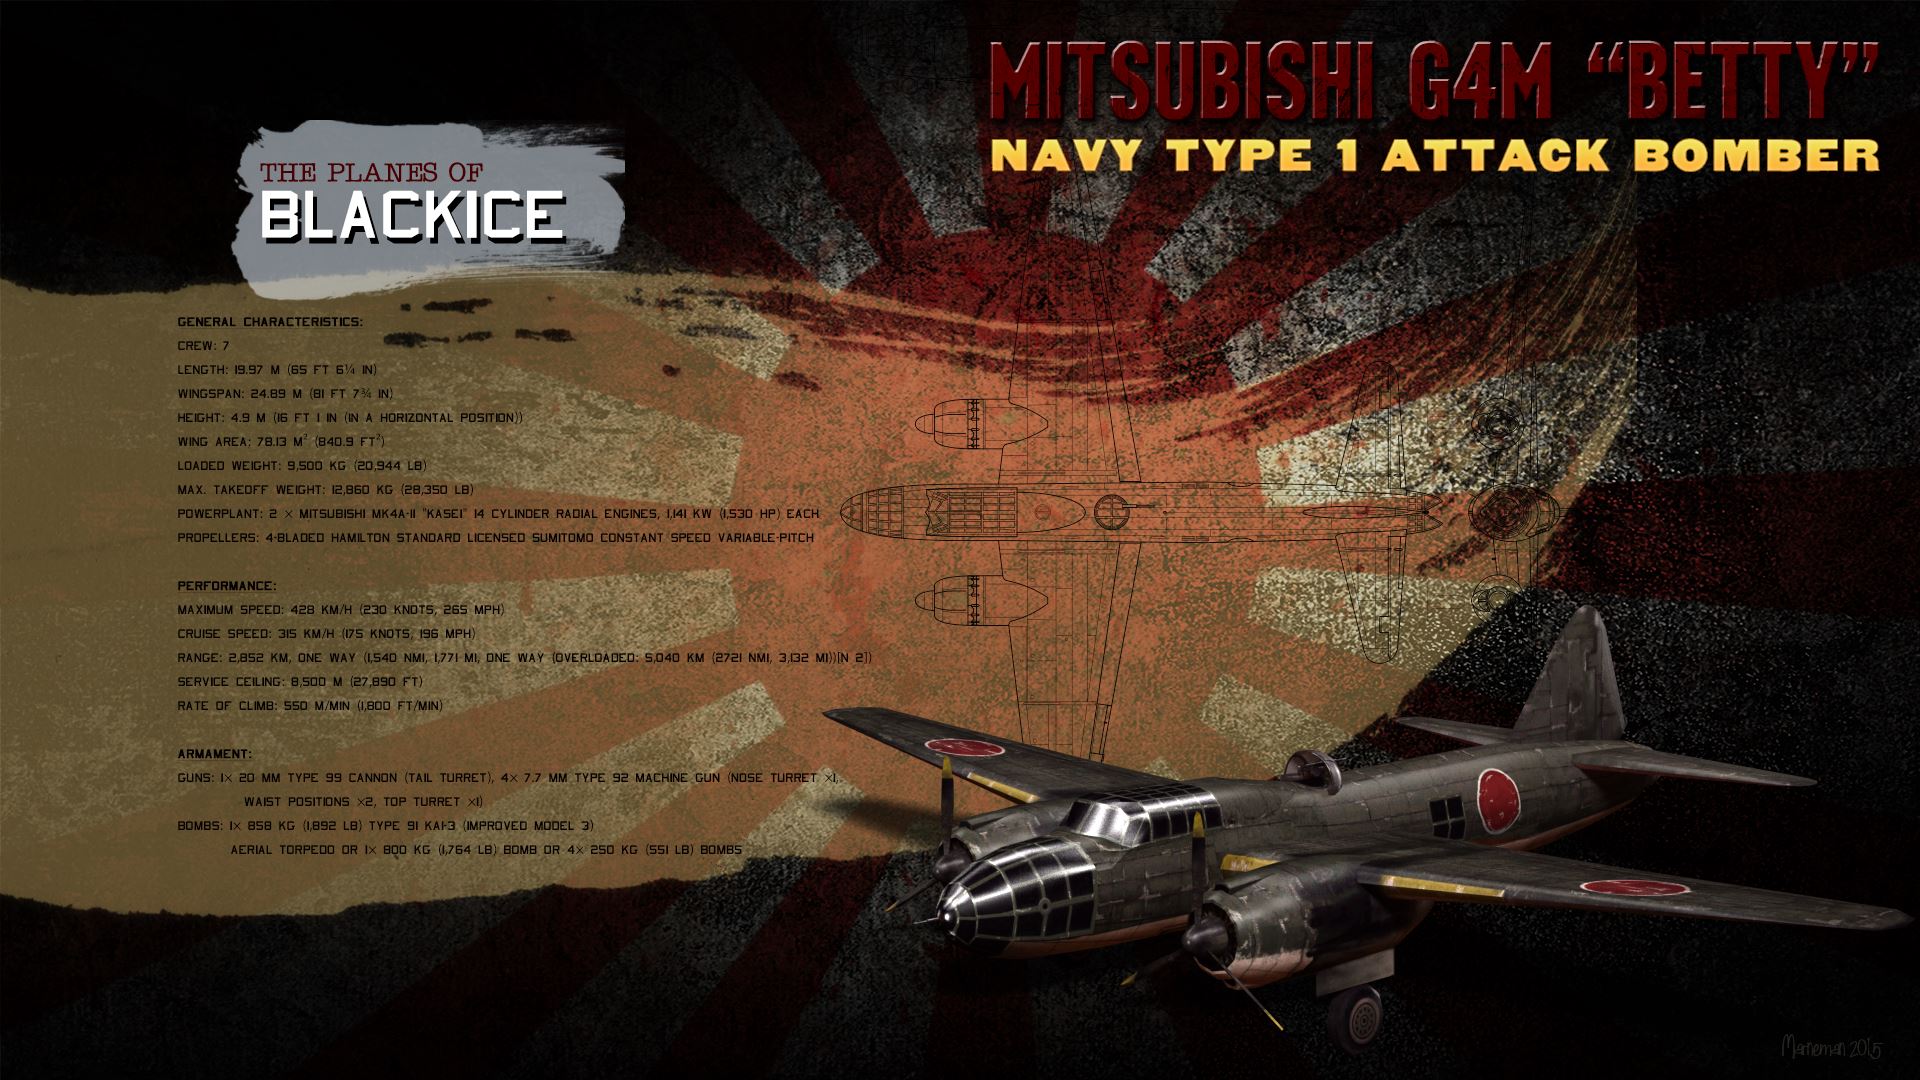 MITSUBISHI G4M “BETTY”
NAVY TYPE 1 ATTACK BOMBER
THE PLANES OF
BLACKICE
GENERAL CHARACTERISTICS:
CREW: 7
LENGTH: 19.97 M (65 FT 6¼ IN)
WINGSPAN: 24.89 M (81 FT 7¾ IN)
HEIGHT: 4.9 M (16 FT 1 IN (IN A HORIZONTAL POSITION))
WING AREA: 78.13 M² (840.9 FT²)
LOADED WEIGHT: 9,500 KG (20,944 LB)
MAX. TAKEOFF WEIGHT: 12,860 KG (28,350 LB)
POWERPLANT: 2 × MITSUBISHI MK4A-11 "KASEI" 14 CYLINDER RADIAL ENGINES, 1,141 KW (1,530 HP) EACH
PROPELLERS: 4-BLADED HAMILTON STANDARD LICENSED SUMITOMO CONSTANT SPEED VARIABLE-PITCH
PERFORMANCE:
MAXIMUM SPEED: 428 KM/H (230 KNOTS, 265 MPH)
CRUISE SPEED: 315 KM/H (175 KNOTS, 196 MPH)
RANGE: 2,852 KM, ONE WAY (1,540 NMI, 1,771 MI, ONE WAY (OVERLOADED: 5,040 KM (2721 NMI, 3,132 MI))[N 2])
SERVICE CEILING: 8,500 M (27,890 FT)
RATE OF CLIMB: 550 M/MIN (1,800 FT/MIN)
ARMAMENT:
GUNS: 1× 20 MM TYPE 99 CANNON (TAIL TURRET), 4× 7.7 MM TYPE 92 MACHINE GUN (NOSE TURRET ×1,
WAIST POSITIONS ×2, TOP TURRET ×1)
BOMBS: 1× 858 KG (1,892 LB) TYPE 91 KAI-3 (IMPROVED MODEL 3)
AERIAL TORPEDO OR 1× 800 KG (1,764 LB) BOMB OR 4× 250 KG (551 LB) BOMBS
Marneman 2015